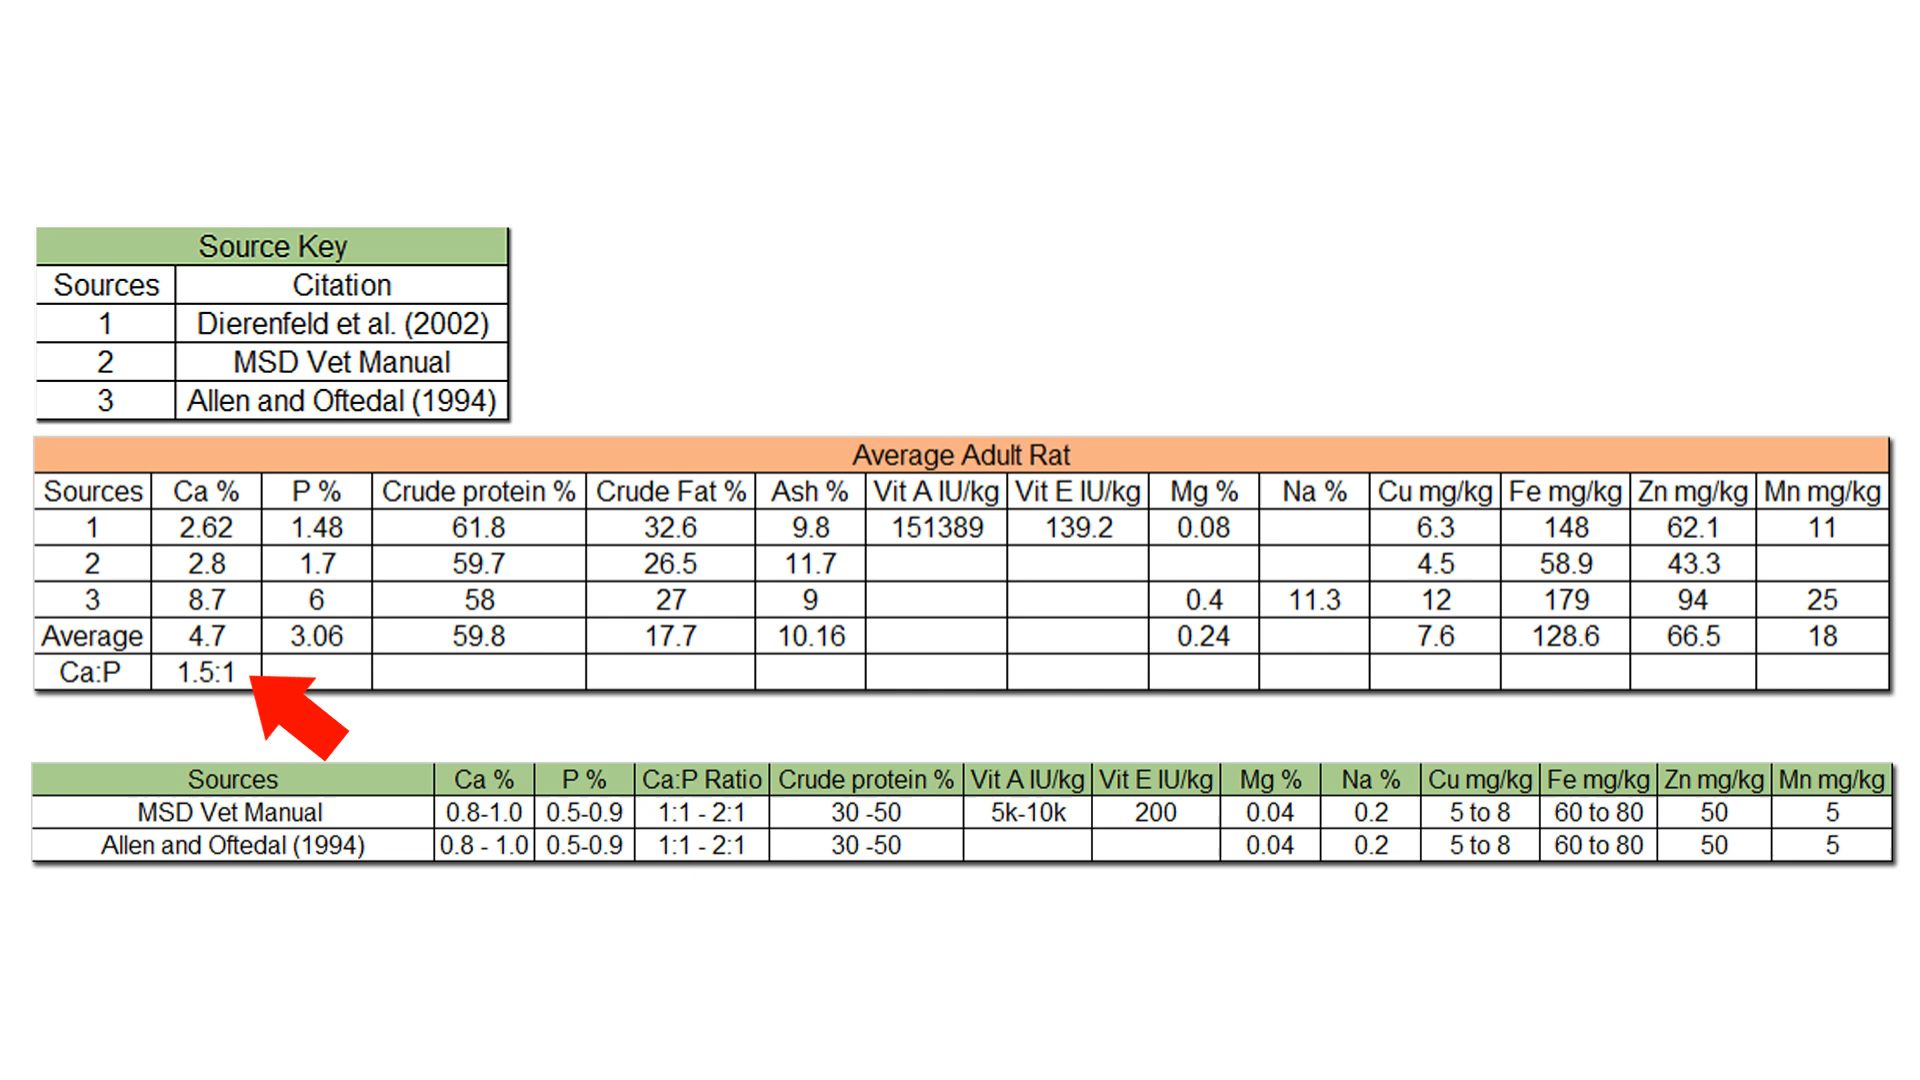 Source Key
Sources Citation
1 Dierenfeld et al. (2002)
2 MSD Vet Manual
3 Allen and Oftedal (1994)
Average Adult Rat
Sources Ca % P % Crude protein % Crude Fat % Ash % Vit A IU/kg Vit E IU/kg Mg % Na % Cu mg/kg Fe mg/kg Zn mg/kg Mn mg/kg
1 2.62 1.48 61.8 32.6 9.8 151389 139.2 0.08 6.3 148 62.1 11
2 2.8 1.7 59.7 26.5 11.7 4.5 58.9 43.3
3 8.7 6 58 27 9 0.4 11.3 12 179 94 25
Average 4.7 3.06 59.8 17.7 10.16 0.24 7.6 128.6 66.5 18
Ca:P 1.5:1
Sources Ca % P % Ca:P Ratio Crude protein % Vit A IU/kg Vit E IU/kg Mg % Na % Cu mg/kg Fe mg/kg Zn mg/kg Mn mg/kg
MSD Vet Manual 0.8-1.0 0.5-0.9 1:1 - 2:1 30 -50 5k-10k 200 0.04 0.2 5 to 8 60 to 80 50 5
Allen and Oftedal (1994) 0.8 - 1.0 0.5-0.9 1:1 - 2:1 30 -50 0.04 0.2 5 to 8 60 to 80 50 5